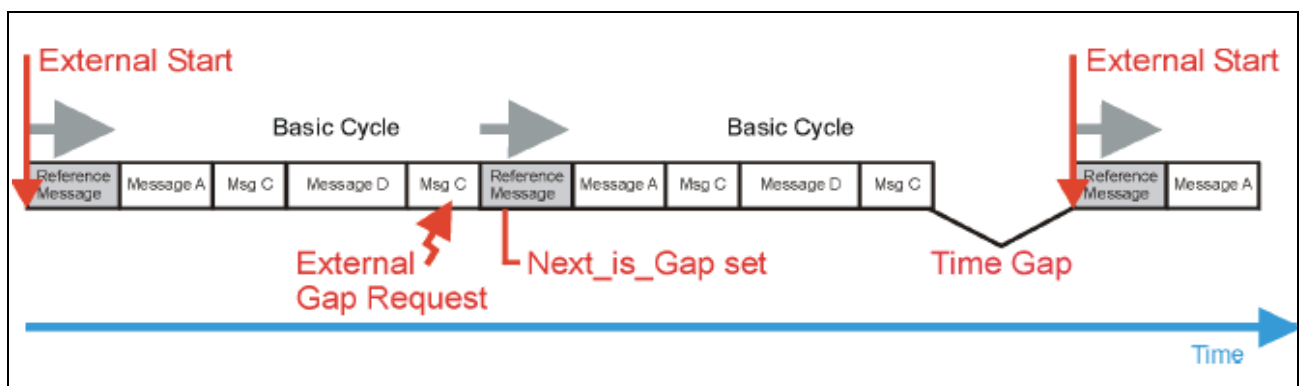 External Start
External Start
Basic Cycle
Basic Cycle
Reference
Message
Message A
Msg C
Message D
Msg C
Reference
Message
Message A
Msg C
Message D
Msg C
Reference
Message
Message A
External
Gap Request
Next_is_Gap set
Time Gap
Time